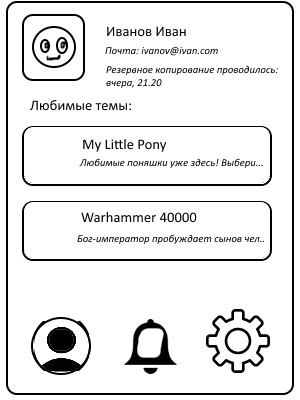 Иванов Иван
Почта: ivanov@ivan.com
Резервное копирование проводилось:
вчера, 21.20
Любимые темы:
My Little Pony
Любимые поняшки уже здесь! Выбери...
Warhammer 40000
Бог-император пробуждает сынов чел..